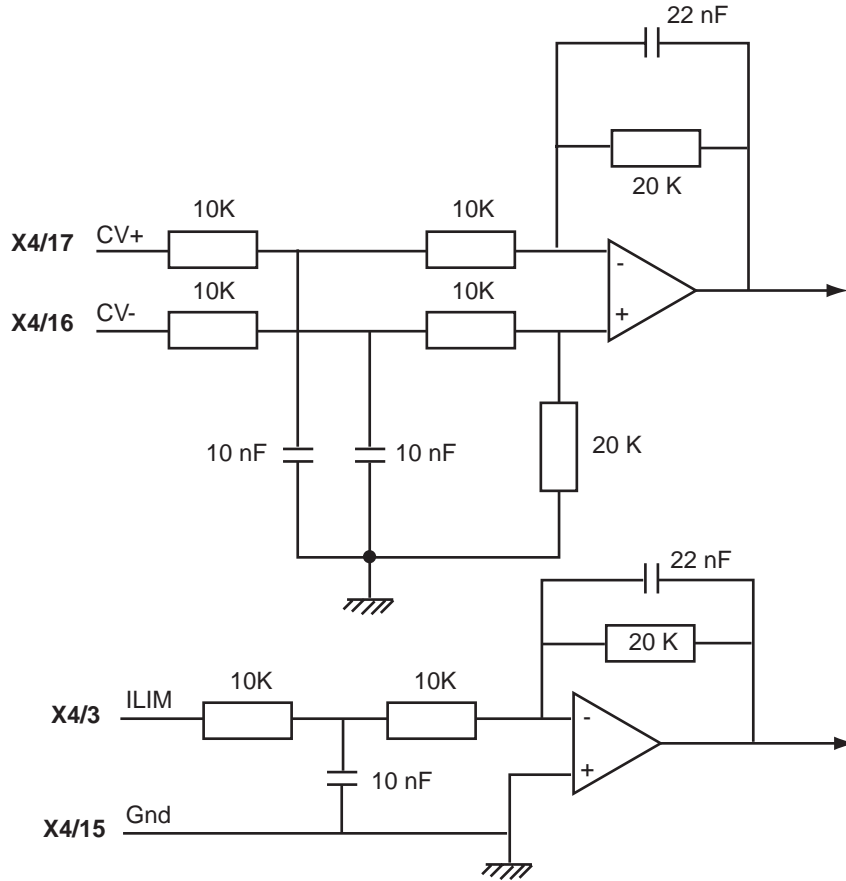 22 nF
20 K
10K
10K
X4/17
CV+
-
10K
10K
X4/16
CV-
+
10 nF
10 nF
20 K
22 nF
20 K
10K
10K
X4/3
ILIM
-
10 nF
+
X4/15
Gnd